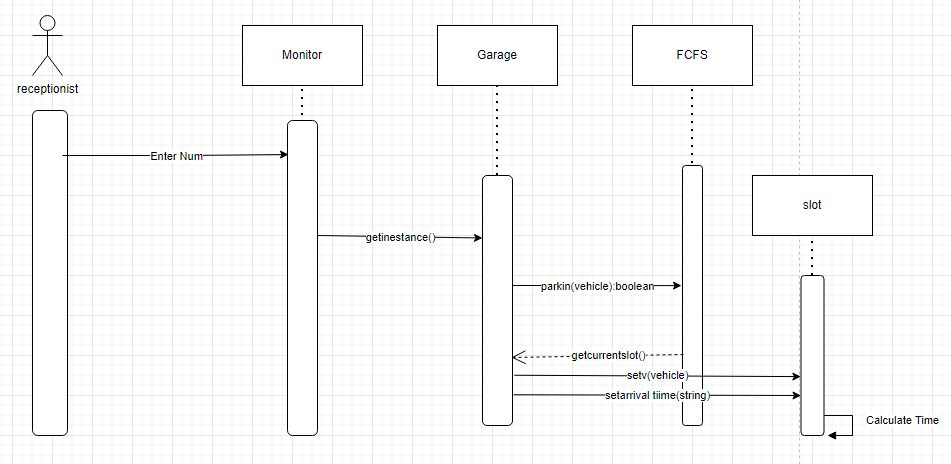 Monitor
Garage
FCFS
receptionist
Enter Num
slot
getinestance()
parkin(vehicle):boolean
getcurrentslot()
setv(vehicle)
setarrival tiime(string)
Calculate Time